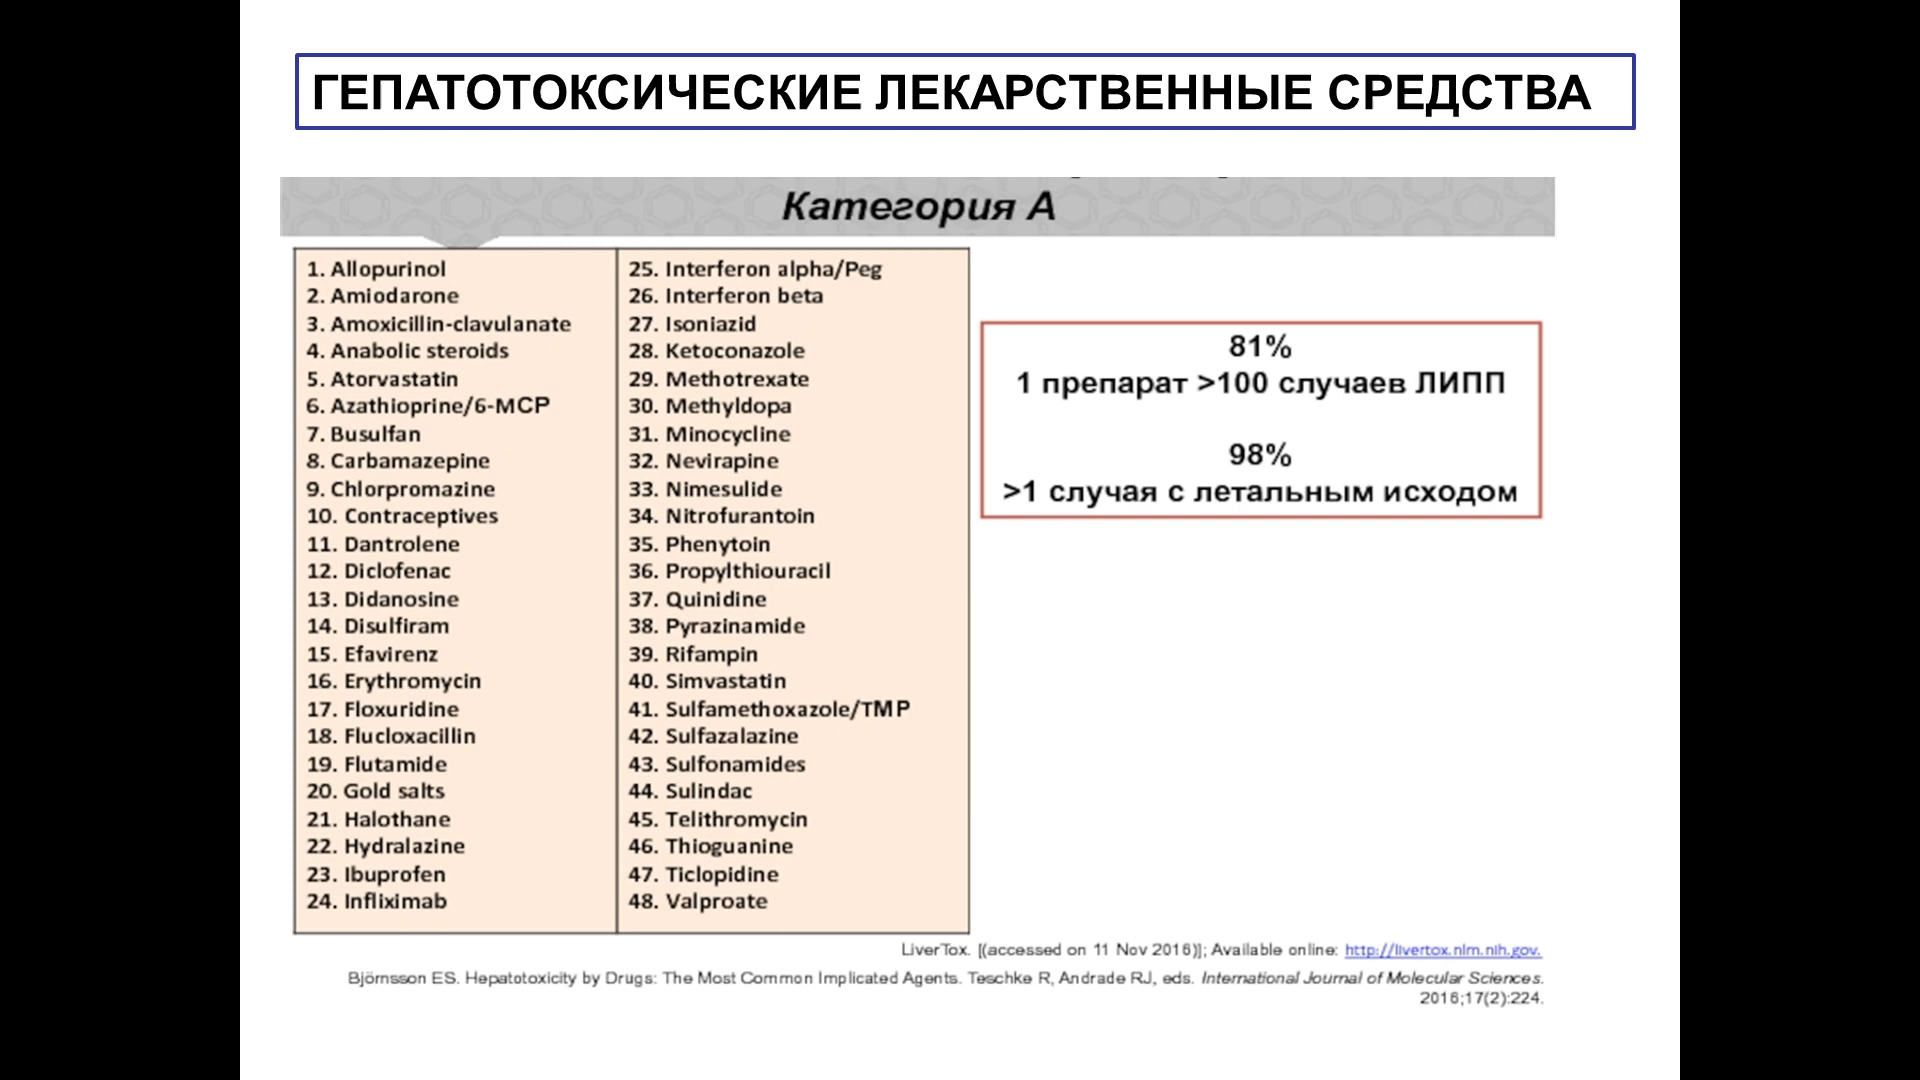 ГЕПАТОТОКСИЧЕСКИЕ ЛЕКАРСТВЕННЫЕ СРЕДСТВА
Категория А
1. Allopurinol
2. Amiodarone
3. Amoxicillin-clavulanate
4. Anabolic steroids
5. Atorvastatin
6. Azathioprine/6-MCP
7. Busulfan
8. Carbamazepine
9. Chlorpromazine
10. Contraceptives
11. Dantrolene
12. Diclofenac
13. Didanosine
14. Disulfiram
15. Efavirenz
16. Erythromycin
17. Floxuridine
18. Flucloxacillin
19. Flutamide
20. Gold salts
21. Halothane
22. Hydralazine
23. Ibuprofen
24. Infliximab
25. Interferon alpha/Peg
26. Interferon beta
27. Isoniazid
28. Ketoconazole
29. Methotrexate
30. Methyldopa
31. Minocycline
32. Nevirapine
33. Nimesulide
34. Nitrofurantoin
35. Phenytoin
36. Propylthiouracil
37. Quinidine
38. Pyrazinamide
39. Rifampin
40. Simvastatin
41. Sulfamethoxazole/TMP
42. Sulfazalazine
43. Sulfonamides
44. Sulindac
45. Telithromycin
46. Thioguanine
47. Ticlopidine
48. Valproate
81%
1 препарат >100 случаев ЛИПП
98%
>1 случая с летальным исходом
LiverTox. [(accessed on 11 Nov 2016)]; Available online: http://livertox.nlm.nih.gov.
Björnsson ES. Hepatotoxicity by Drugs: The Most Common Implicated Agents. Teschke R, Andrade RJ, eds. International Journal of Molecular Sciences.
2016;17(2):224.